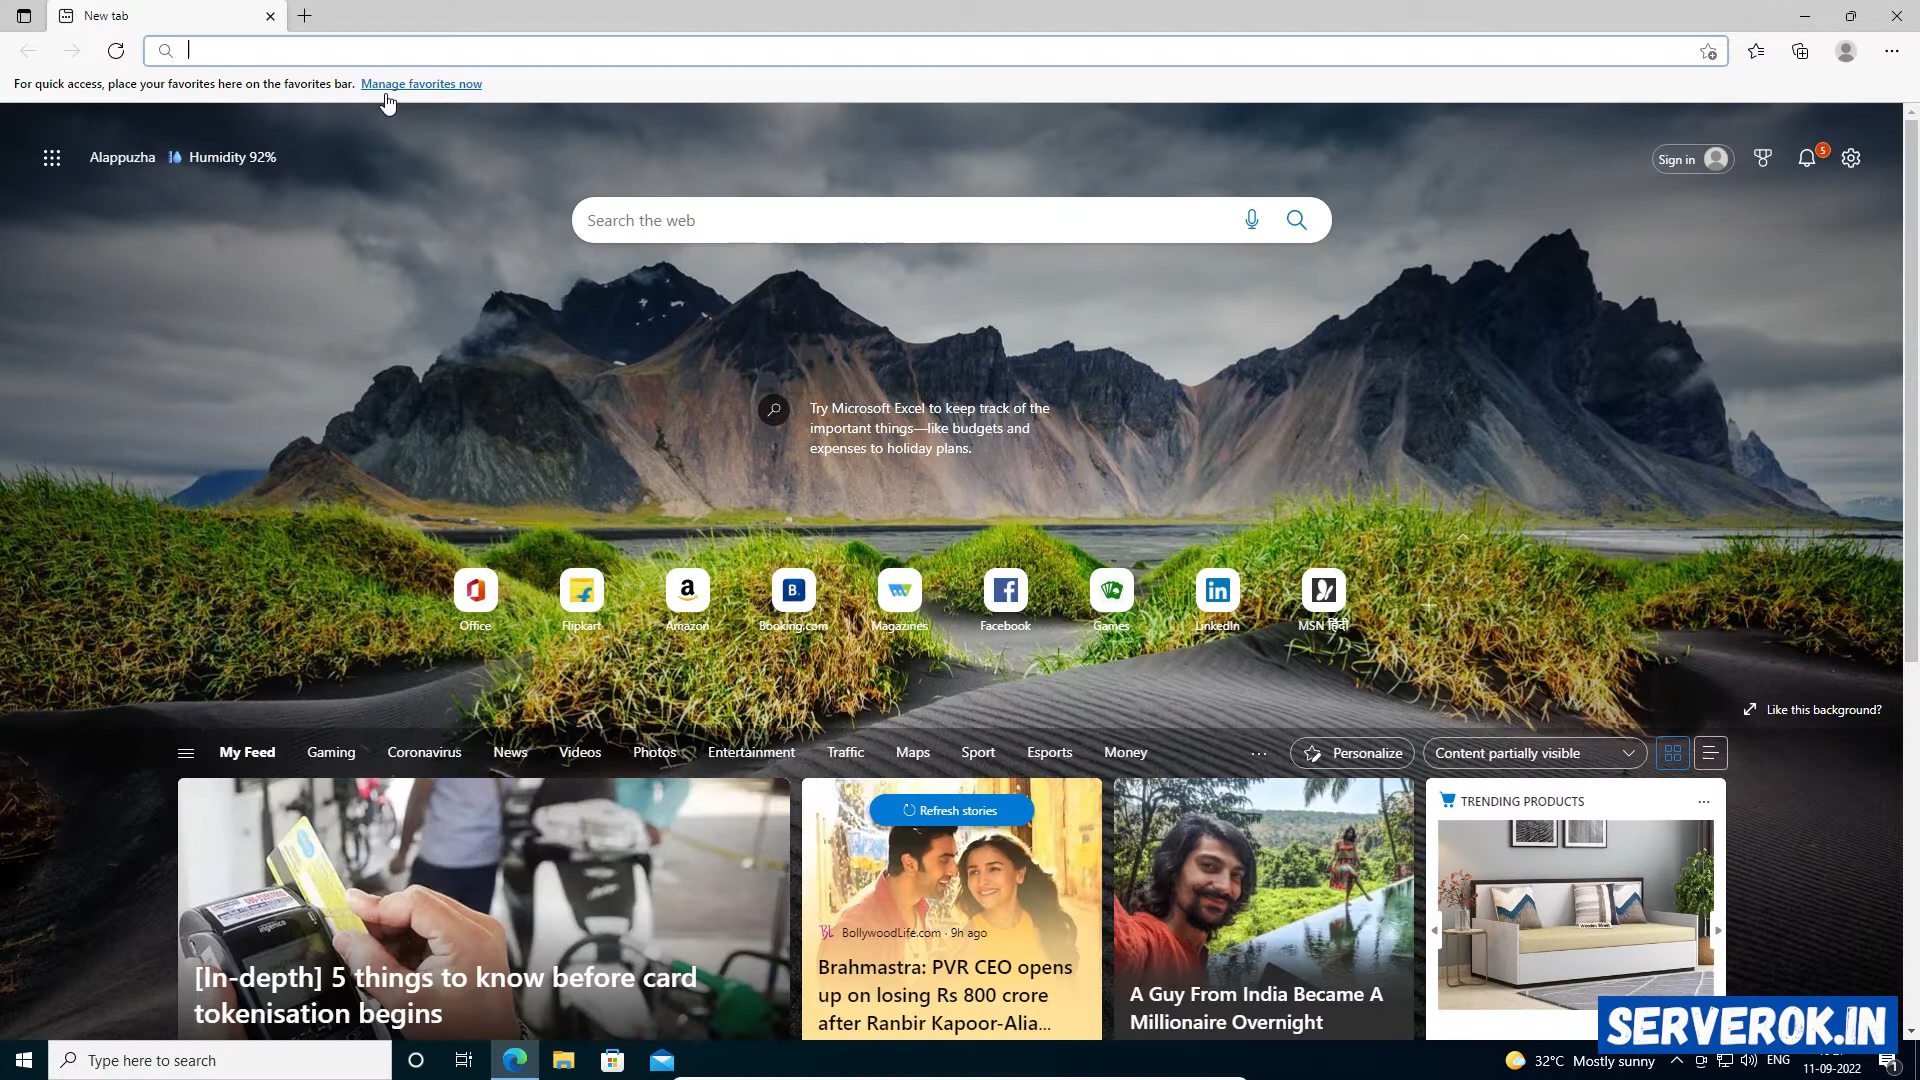 New tab
For quick access, place your favorites here on the favorites bar. Manage favorites now
Alappuzha Humidity 92%
Sign in
5
Search the web
Try Microsoft Excel to keep track of the
important things—like budgets and
expenses to holiday plans.
Office
Flipkart
Amazon
Booking.com
Magazines
Facebook
Games
LinkedIn
MSN हिंदी
Like this background?
My Feed Gaming Coronavirus News Videos Photos Entertainment Traffic Maps Sport Esports Money
Personalize
Content partially visible
[In-depth] 5 things to know before card
tokenisation begins
ingenico
Refresh stories
BL BollywoodLife.com · 9h ago
Brahmastra: PVR CEO opens
up on losing Rs 800 crore
after Ranbir Kapoor-Alia...
A Guy From India Became A
Millionaire Overnight
TRENDING PRODUCTS
Wooden Street
SERVEROK.IN
Type here to search
32°C Mostly sunny
ENG
11-09-2022
1